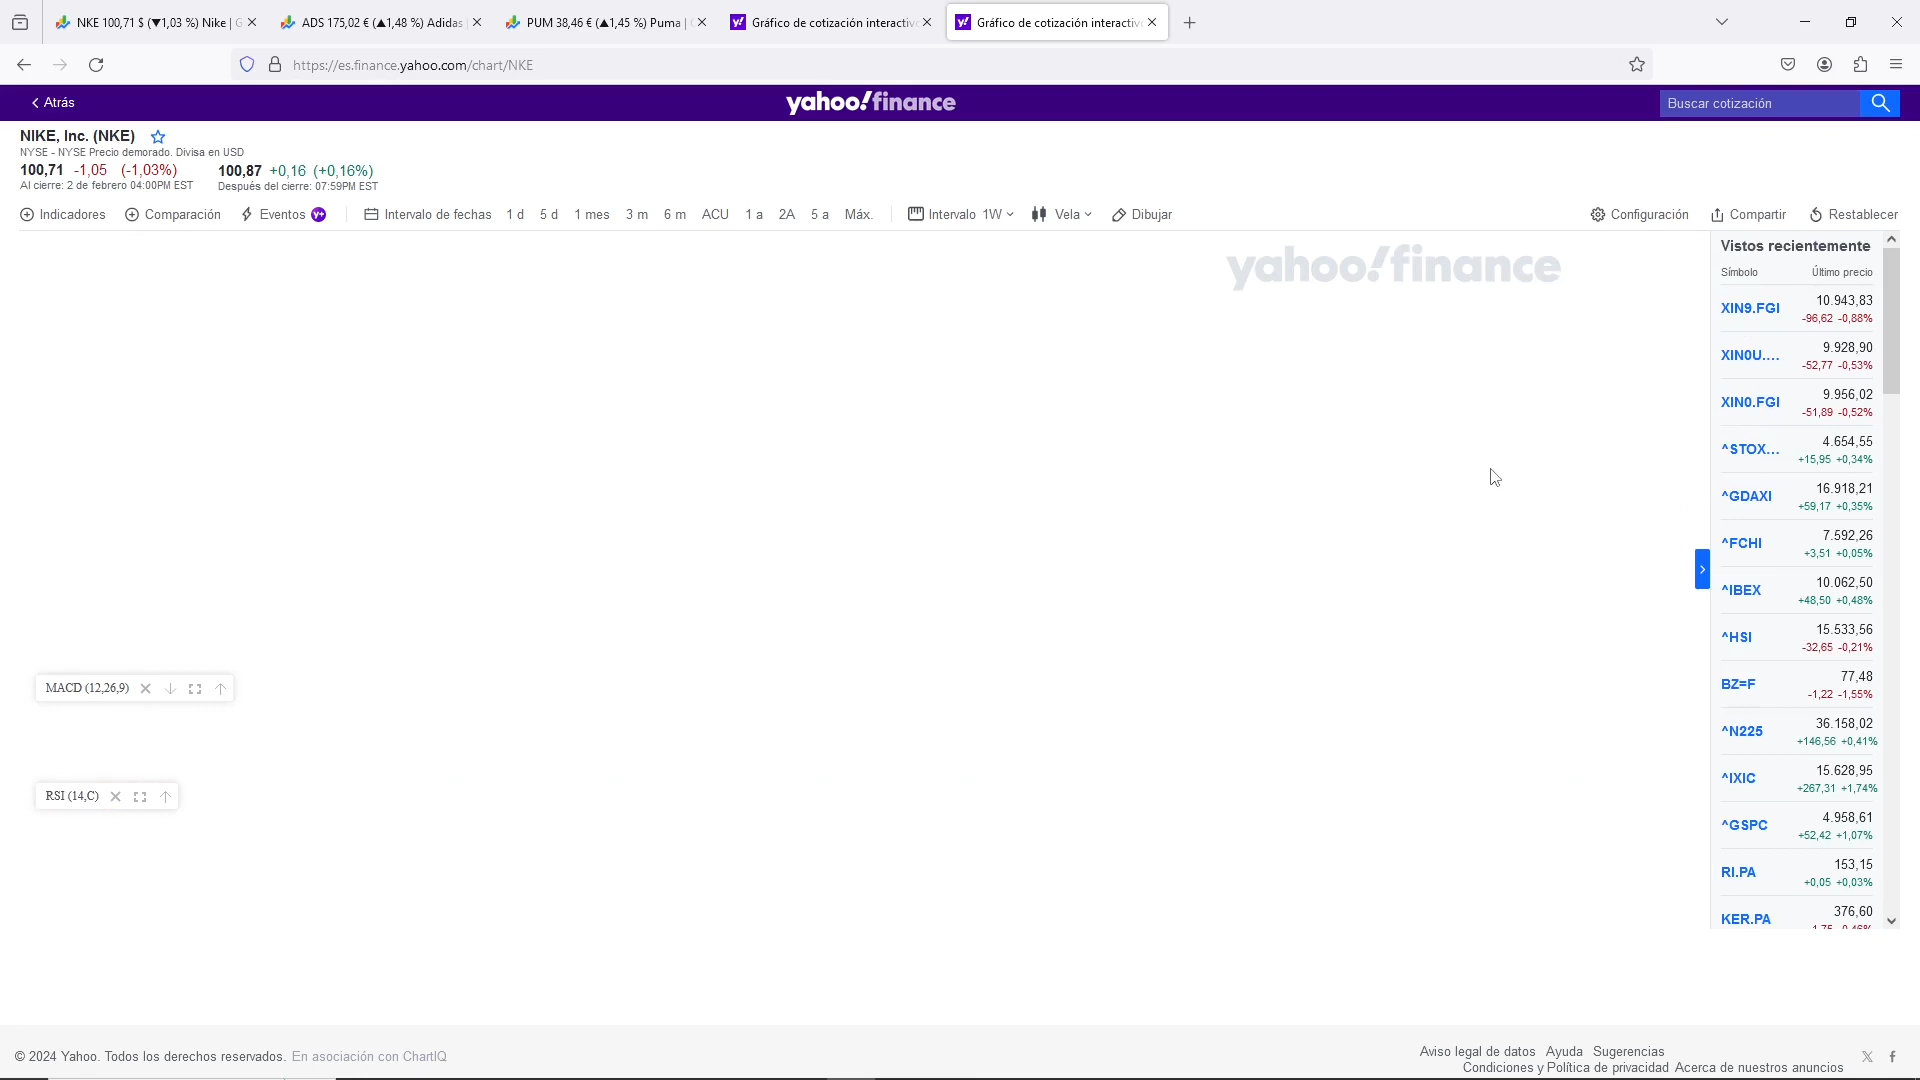 NKE 100,71 $ (▼1,03 %) Nike | G
ADS 175,02 € (▲1,48 %) Adidas |
PUM 38,46 € (▲1,45 %) Puma |
Gráfico de cotización interactiv
Gráfico de cotización interactiv
https://es.finance.yahoo.com/chart/NKE
Atrás
yahoo!finance
Buscar cotización
NIKE, Inc. (NKE)
NYSE - NYSE Precio demorado. Divisa en USD
100,71 -1,05 (-1,03%) 100,87 +0,16 (+0,16%)
Al cierre: 2 de febrero 04:00PM EST Después del cierre: 07:59PM EST
Indicadores Comparación Eventos y+ Intervalo de fechas 1 d 5 d 1 mes 3 m 6 m ACU 1 a 2A 5 a Máx. Intervalo 1W Vela Dibujar Configuración Compartir Restablecer
yahoo!finance
Vistos recientemente
Símbolo Último precio
XIN9.FGI 10.943,83
-96,62 -0,88%
XIN0U.... 9.928,90
-52,77 -0,53%
XIN0.FGI 9.956,02
-51,89 -0,52%
^STOX... 4.654,55
+15,95 +0,34%
^GDAXI 16.918,21
+59,17 +0,35%
^FCHI 7.592,26
+3,51 +0,05%
^IBEX 10.062,50
+48,50 +0,48%
^HSI 15.533,56
-32,65 -0,21%
BZ=F 77,48
-1,22 -1,55%
^N225 36.158,02
+146,56 +0,41%
^IXIC 15.628,95
+267,31 +1,74%
^GSPC 4.958,61
+52,42 +1,07%
RI.PA 153,15
+0,05 +0,03%
KER.PA 376,60
MACD (12,26,9)
RSI (14,C)
© 2024 Yahoo. Todos los derechos reservados. En asociación con ChartIQ
Aviso legal de datos Ayuda Sugerencias
Condiciones y Política de privacidad Acerca de nuestros anuncios